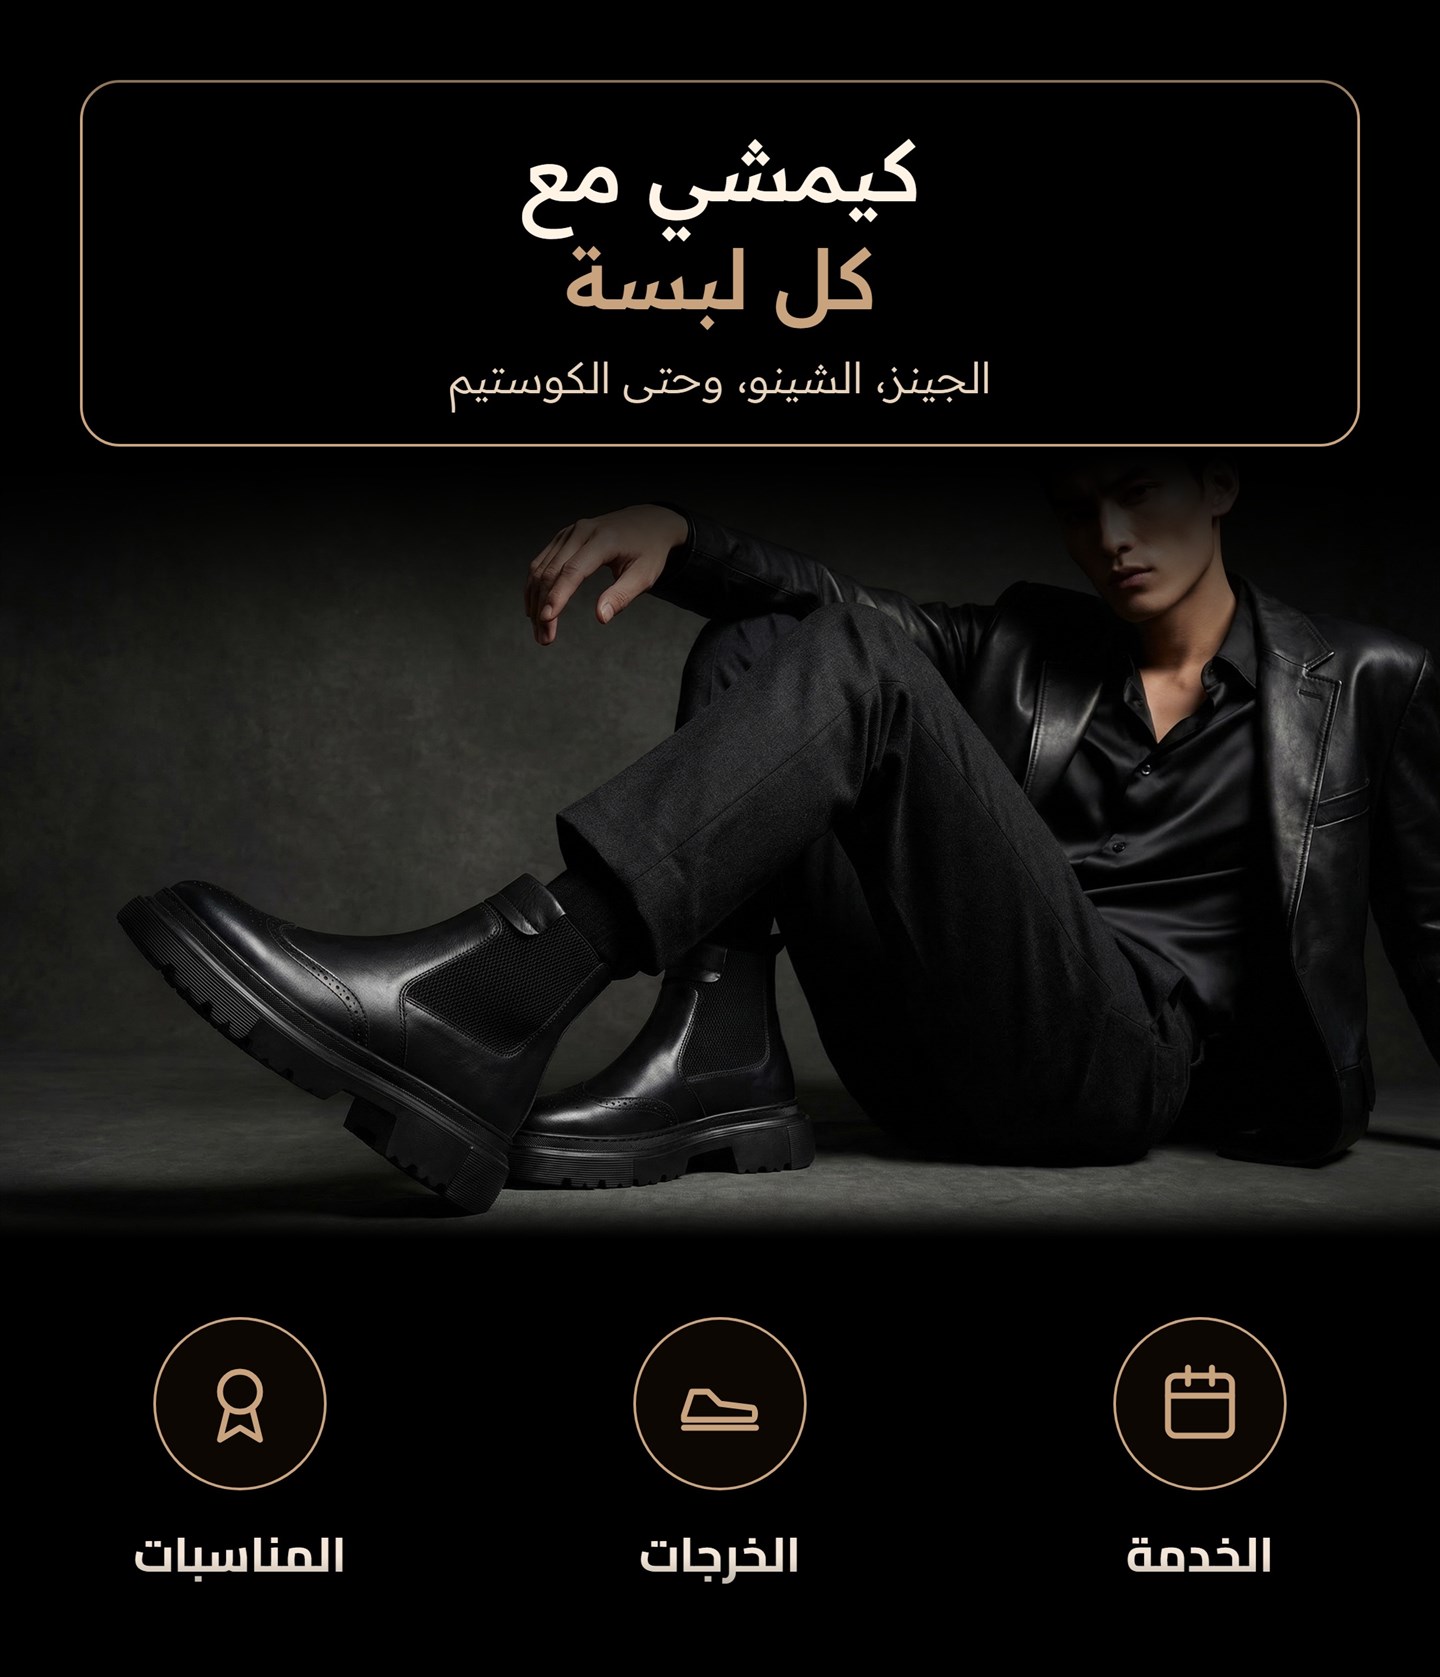 كيمشي مع
كل لبسة
الجينز، الشينو، وحتى الكوستيم
الخدمة
الخرجات
المناسبات